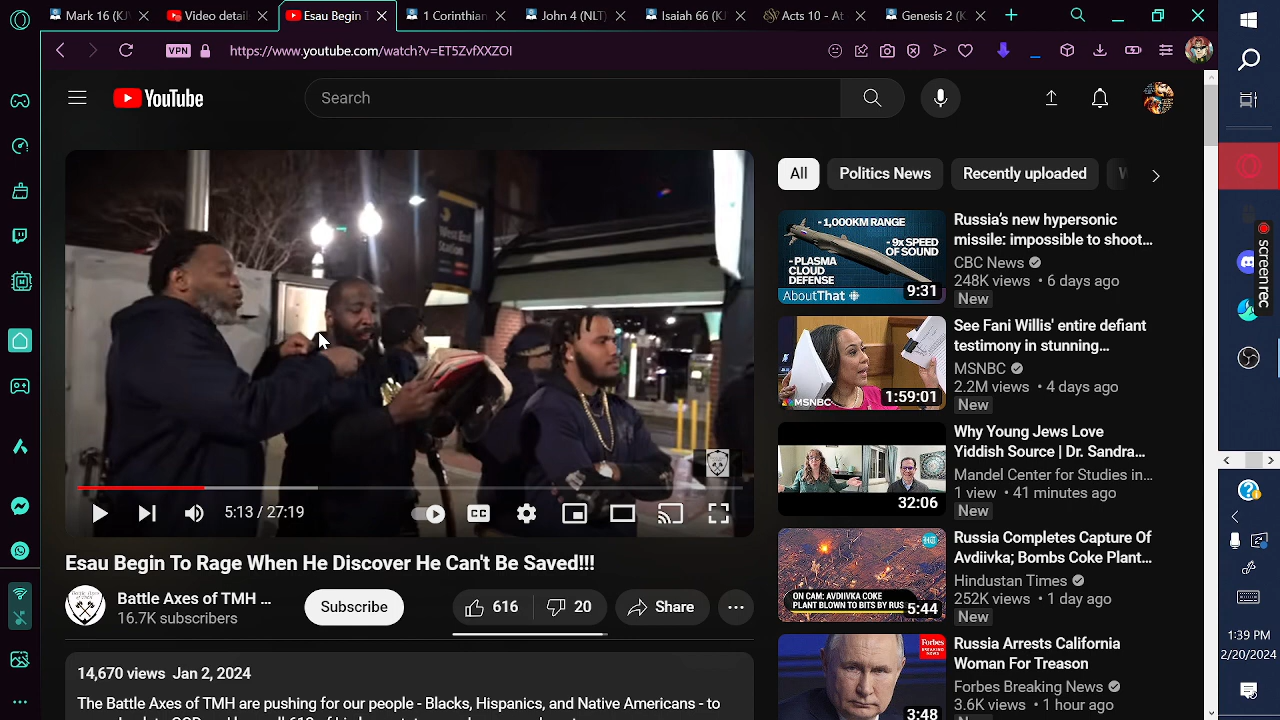 Mark 16 (KJV
Video detail
Esau Begin T
1 Corinthian
John 4 (NLT)
Isaiah 66 (KJ
Acts 10 - At
Genesis 2 (K
VPN
https://www.youtube.com/watch?v=ET5ZvfXXZOI
YouTube
Search
All
Politics News
Recently uploaded
West End
Station
5:13 / 27:19
CC
Esau Begin To Rage When He Discover He Can't Be Saved!!!
Battle Axes of TMH ...
16.7K subscribers
Subscribe
616
20
Share
14,670 views Jan 2, 2024
The Battle Axes of TMH are pushing for our people - Blacks, Hispanics, and Native Americans - to
- 1,000KM RANGE
- 9x SPEED
OF SOUND
- PLASMA
CLOUD
DEFENSE
AboutThat
9:31
Russia's new hypersonic
missile: impossible to shoot...
CBC News
248K views • 6 days ago
New
MSNBC
1:59:01
See Fani Willis' entire defiant
testimony in stunning...
MSNBC
2.2M views • 4 days ago
New
32:06
Why Young Jews Love
Yiddish Source | Dr. Sandra...
Mandel Center for Studies in...
1 view • 41 minutes ago
New
ON CAM: AVDIIVKA COKE
PLANT BLOWN TO BITS BY RUS
5:44
Russia Completes Capture Of
Avdiivka; Bombs Coke Plant...
Hindustan Times
252K views • 1 day ago
New
Forbes
BREAKING
NEWS
3:48
Russia Arrests California
Woman For Treason
Forbes Breaking News
3.6K views • 1 hour ago
screenrec
1:39 PM
2/20/2024